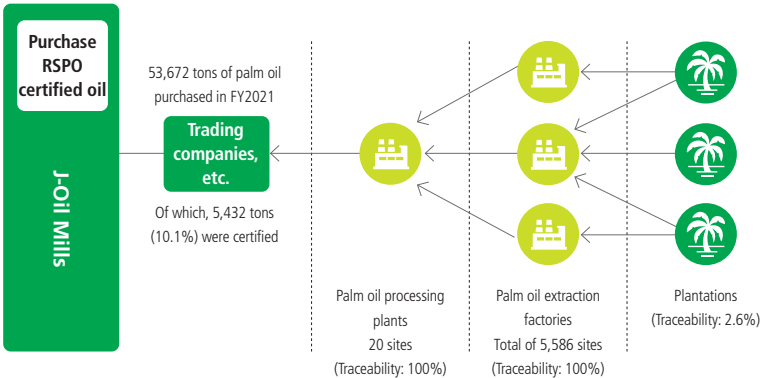 Purchase
RSPO
certified oil
J-Oil Mills
53,672 tons of palm oil
purchased in FY2021
Trading
companies,
etc.
Of which, 5,432 tons
(10.1%) were certified
Palm oil processing
plants
20 sites
(Traceability: 100%)
Palm oil extraction
factories
Total of 5,586 sites
(Traceability: 100%)
Plantations
(Traceability: 2.6%)